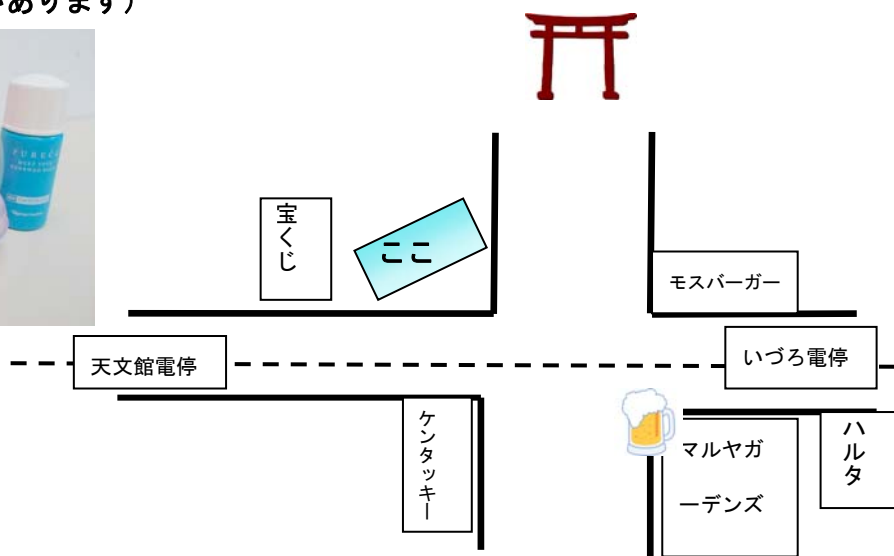 あります）
PURECE
宝くじ
ここ
モスバーガー
天文館電停
いづろ電停
ケンタッキー
マルヤガ
ーデンズ
ハルタ